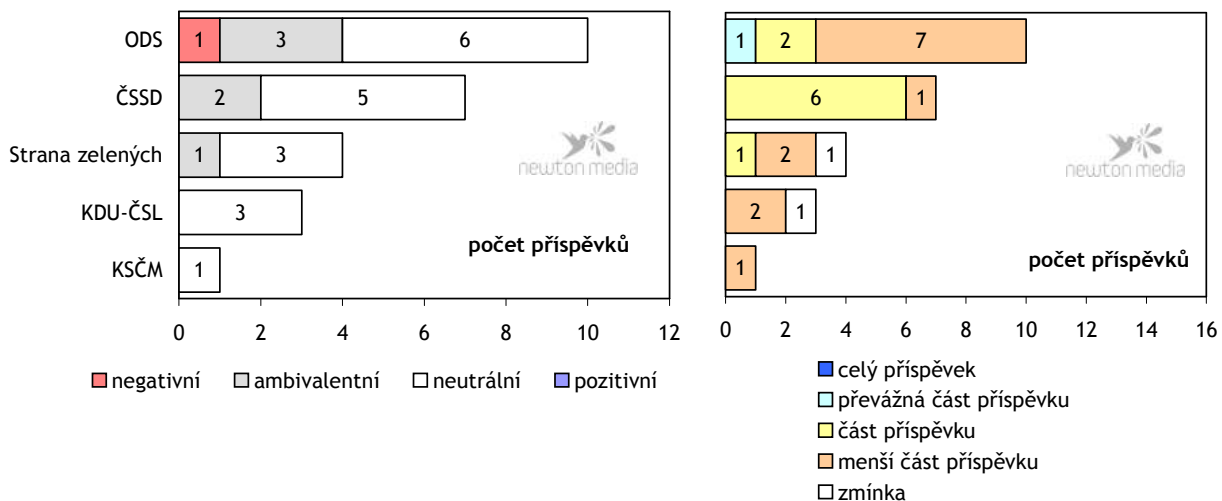 ODS
1 3 6
ČSSD
2 5
Strana zelených
1 3
KDU-ČSL
3
KSČM
1
newton media
počet příspěvků
0 2 4 6 8 10 12
negativní ambivalentní neutrální pozitivní
1 2 7
6 1
1 2 1
2 1
1
newton media
počet příspěvků
0 2 4 6 8 10 12 14 16
celý příspěvek
převážná část příspěvku
část příspěvku
menší část příspěvku
zmínka